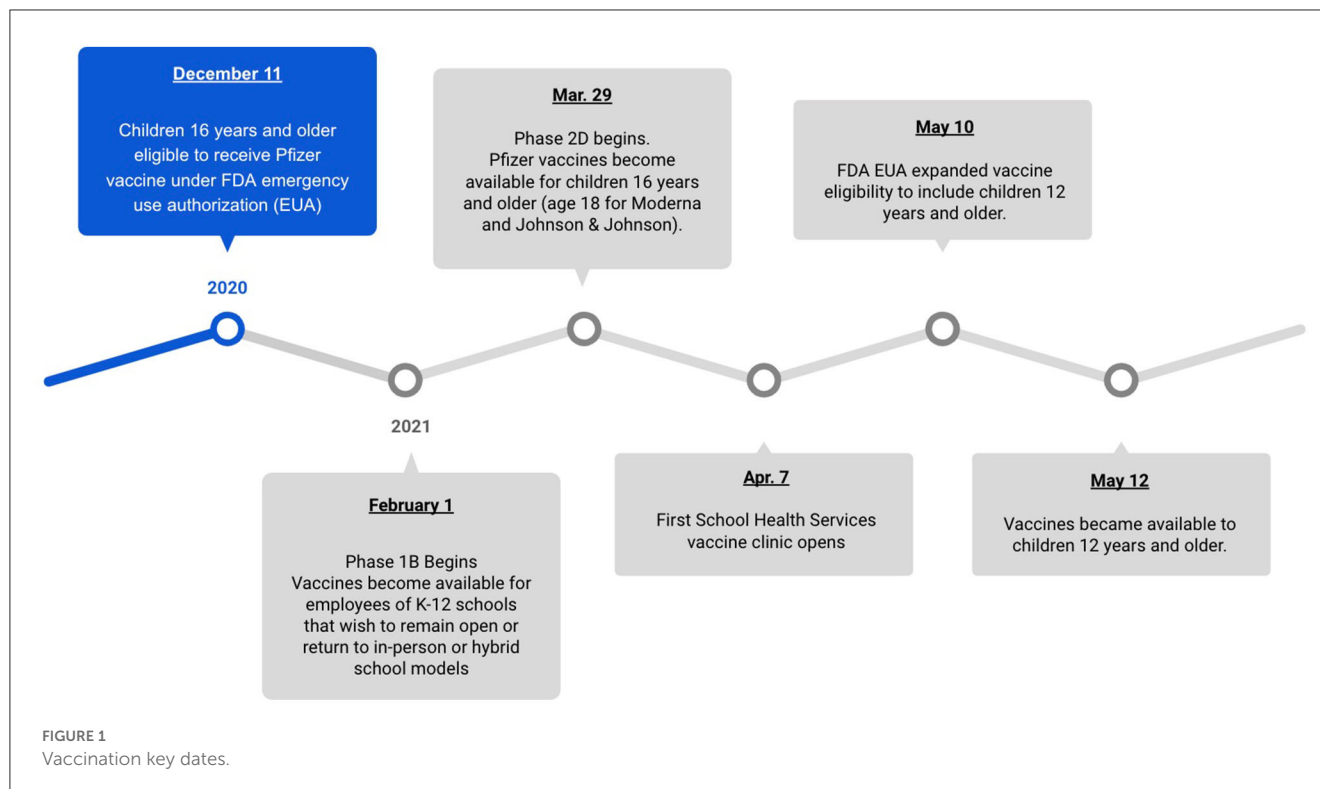 December 11
Children 16 years and older
eligible to receive Pfizer
vaccine under FDA emergency
use authorization (EUA)
2020
2021
February 1
Phase 1B Begins
Vaccines become available for
employees of K-12 schools
that wish to remain open or
return to in-person or hybrid
school models
Mar. 29
Phase 2D begins.
Pfizer vaccines become
available for children 16 years
and older (age 18 for Moderna
and Johnson & Johnson).
Apr. 7
First School Health Services
vaccine clinic opens
May 10
FDA EUA expanded vaccine
eligibility to include children 12
years and older.
May 12
Vaccines became available to
children 12 years and older.
FIGURE 1
Vaccination key dates.